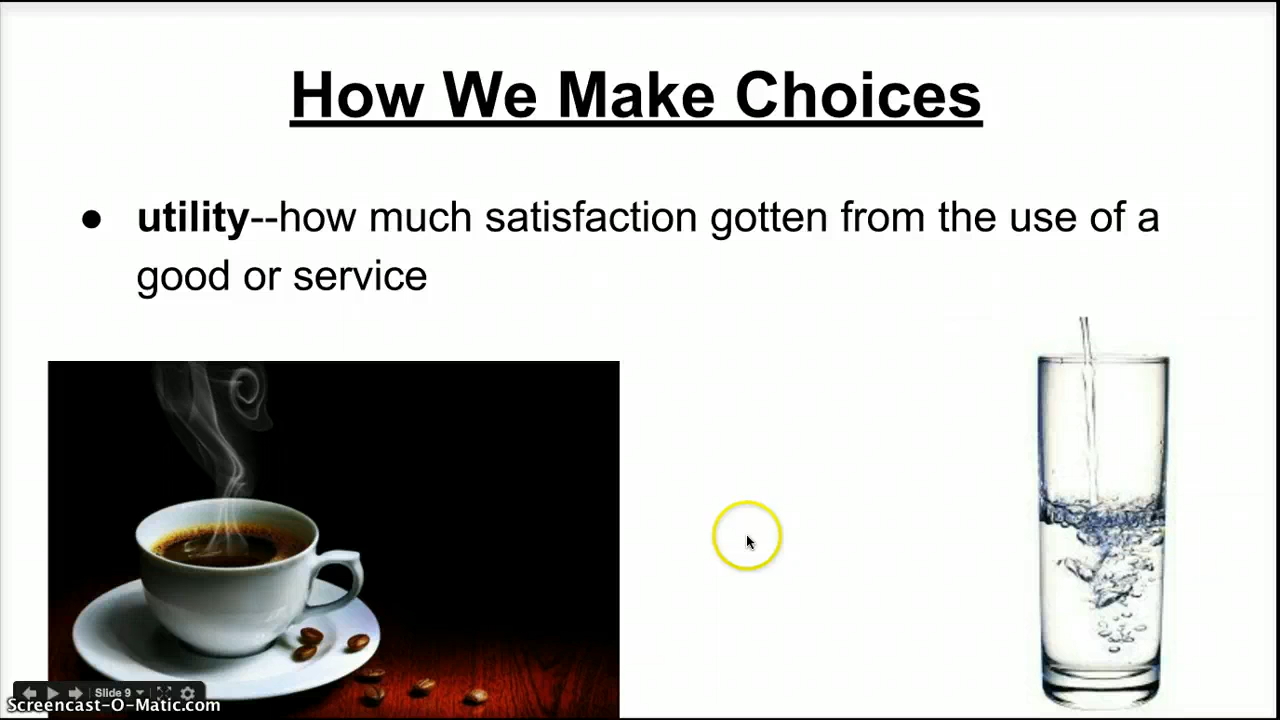 How We Make Choices
● utility--how much satisfaction gotten from the use of a
good or service
Slide 9
Screencast-O-Matic.com